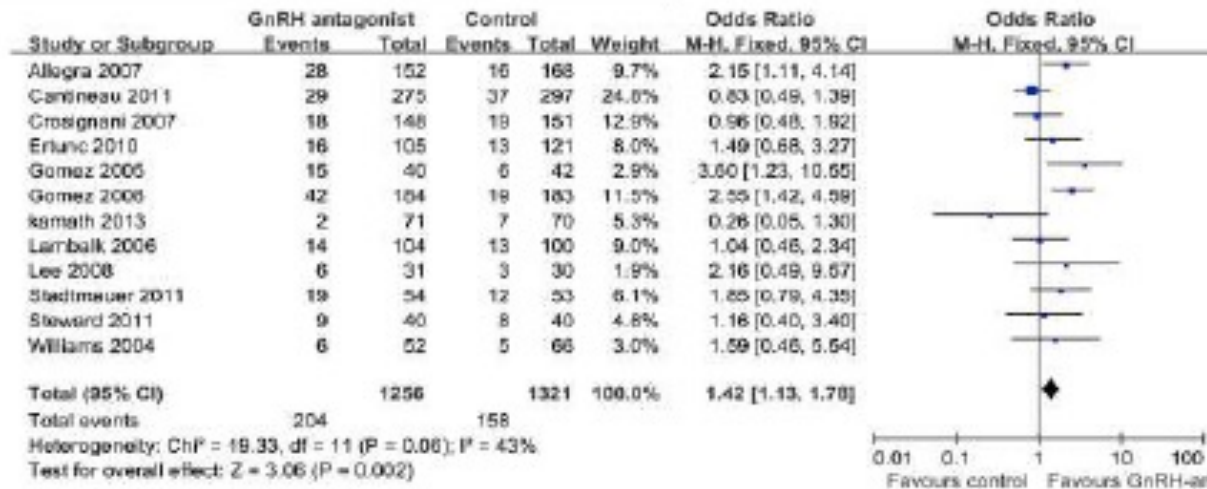 GnRH antagonist Control Odds Ratio Odds Ratio
Study or Subgroup Events Total Events Total Weight M-H, Fixed, 95% CI M-H, Fixed, 95% CI
Allegra 2007 28 152 16 168 9.7% 2.15 [1.11, 4.14]
Cantineau 2011 29 275 37 297 24.8% 0.83 [0.49, 1.39]
Crosignani 2007 18 148 19 151 12.9% 0.96 [0.48, 1.92]
Ertunc 2010 16 105 13 121 8.0% 1.49 [0.68, 3.27]
Gomez 2005 15 40 6 42 2.9% 3.60 [1.23, 10.55]
Gomez 2008 42 184 19 183 11.5% 2.55 [1.42, 4.59]
kamath 2013 2 71 7 70 5.3% 0.26 [0.05, 1.30]
Lambalk 2006 14 104 13 100 9.0% 1.04 [0.46, 2.34]
Lee 2008 6 31 3 30 1.9% 2.16 [0.49, 9.57]
Stadtmauer 2011 19 54 12 53 6.1% 1.85 [0.79, 4.35]
Steward 2011 9 40 8 40 4.8% 1.16 [0.40, 3.40]
Williams 2004 6 52 5 66 3.0% 1.59 [0.46, 5.54]
Total (95% CI) 1256 1321 100.0% 1.42 [1.13, 1.78]
Total events 204 158
Heterogeneity: Chi² = 19.33, df = 11 (P = 0.06); I² = 43%
Test for overall effect: Z = 3.06 (P = 0.002)
0.01 0.1 1 10 100
Favours control Favours GnRH-an